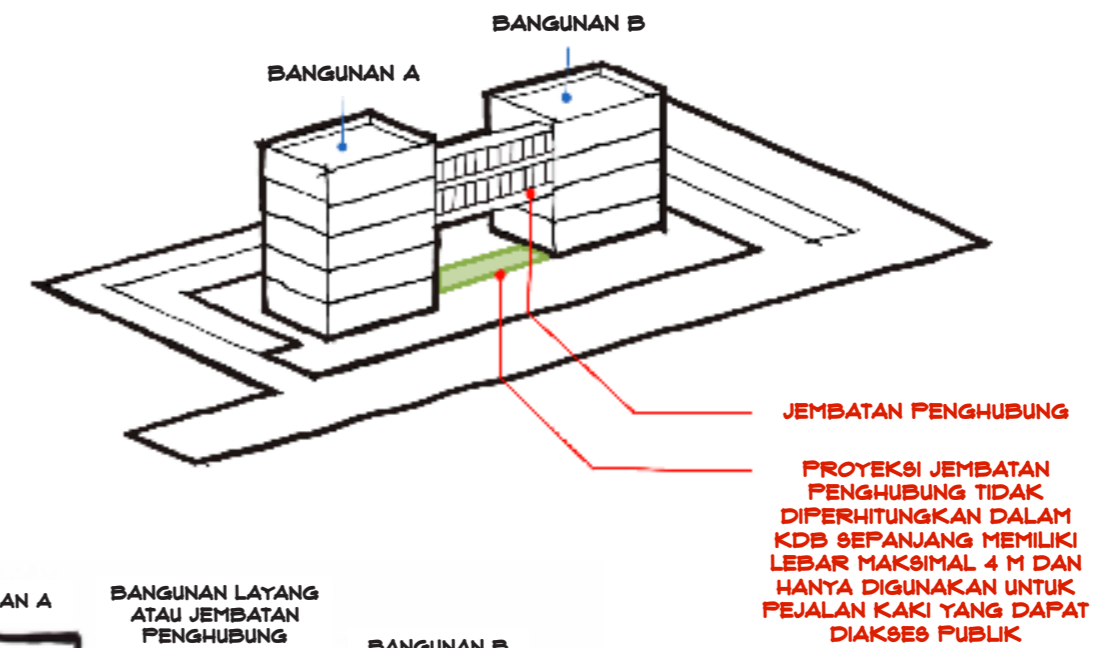 BANGUNAN B
BANGUNAN A
JEMBATAN PENGHUBUNG
PROYEKSI JEMBATAN
PENGHUBUNG TIDAK
DIPERHITUNGKAN DALAM
KDB SEPANJANG MEMILIKI
LEBAR MAKSIMAL 4 M DAN
HANYA DIGUNAKAN UNTUK
PEJALAN KAKI YANG DAPAT
DIAKSES PUBLIK
AN A
BANGUNAN LAYANG
ATAU JEMBATAN
PENGHUBUNG
BANGUNAN B